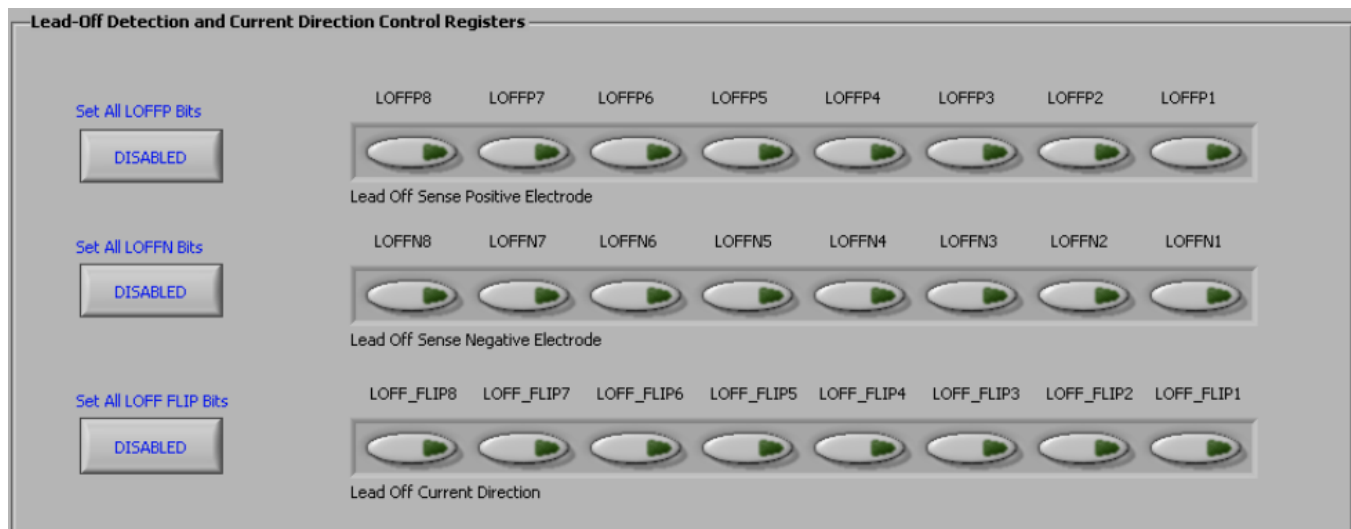 Lead-Off Detection and Current Direction Control Registers
LOFFP8 LOFFP7 LOFFP6 LOFFP5 LOFFP4 LOFFP3 LOFFP2 LOFFP1
Set All LOFFP Bits
DISABLED
Lead Off Sense Positive Electrode
LOFFN8 LOFFN7 LOFFN6 LOFFN5 LOFFN4 LOFFN3 LOFFN2 LOFFN1
Set All LOFFN Bits
DISABLED
Lead Off Sense Negative Electrode
LOFF_FLIP8 LOFF_FLIP7 LOFF_FLIP6 LOFF_FLIP5 LOFF_FLIP4 LOFF_FLIP3 LOFF_FLIP2 LOFF_FLIP1
Set All LOFF FLIP Bits
DISABLED
Lead Off Current Direction